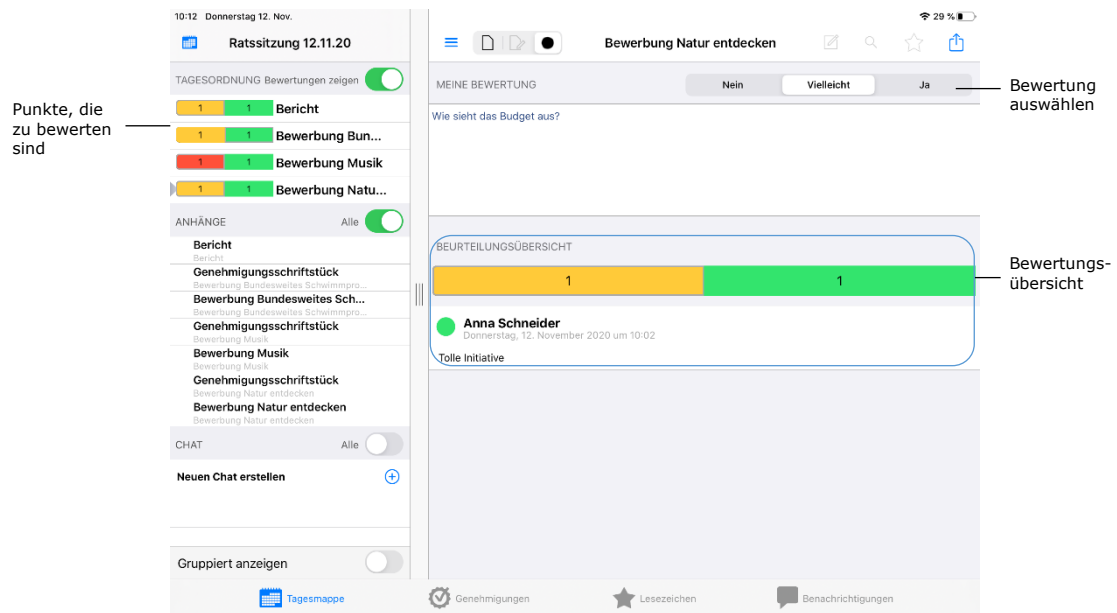 10:12 Donnerstag 12. Nov.
29 %
Ratssitzung 12.11.20
Bewerbung Natur entdecken
TAGESORDNUNG Bewertungen zeigen
1 1 Bericht
1 1 Bewerbung Bun...
1 1 Bewerbung Musik
1 1 Bewerbung Natu...
ANHÄNGE Alle
Bericht
Bericht
Genehmigungsschriftstück
Bewerbung Bundesweites Schwimmpro...
Bewerbung Bundesweites Sch...
Bewerbung Bundesweites Schwimmpro...
Genehmigungsschriftstück
Bewerbung Musik
Bewerbung Musik
Bewerbung Musik
Genehmigungsschriftstück
Bewerbung Natur entdecken
Bewerbung Natur entdecken
Bewerbung Natur entdecken
CHAT Alle
Neuen Chat erstellen
Gruppiert anzeigen
MEINE BEWERTUNG Nein Vielleicht Ja
Wie sieht das Budget aus?
BEURTEILUNGSÜBERSICHT
1 1
Anna Schneider
Donnerstag, 12. November 2020 um 10:02
Tolle Initiative
Tagesmappe Genehmigungen Lesezeichen Benachrichtigungen
Punkte, die
zu bewerten
sind
Bewertung
auswählen
Bewertungs-
übersicht